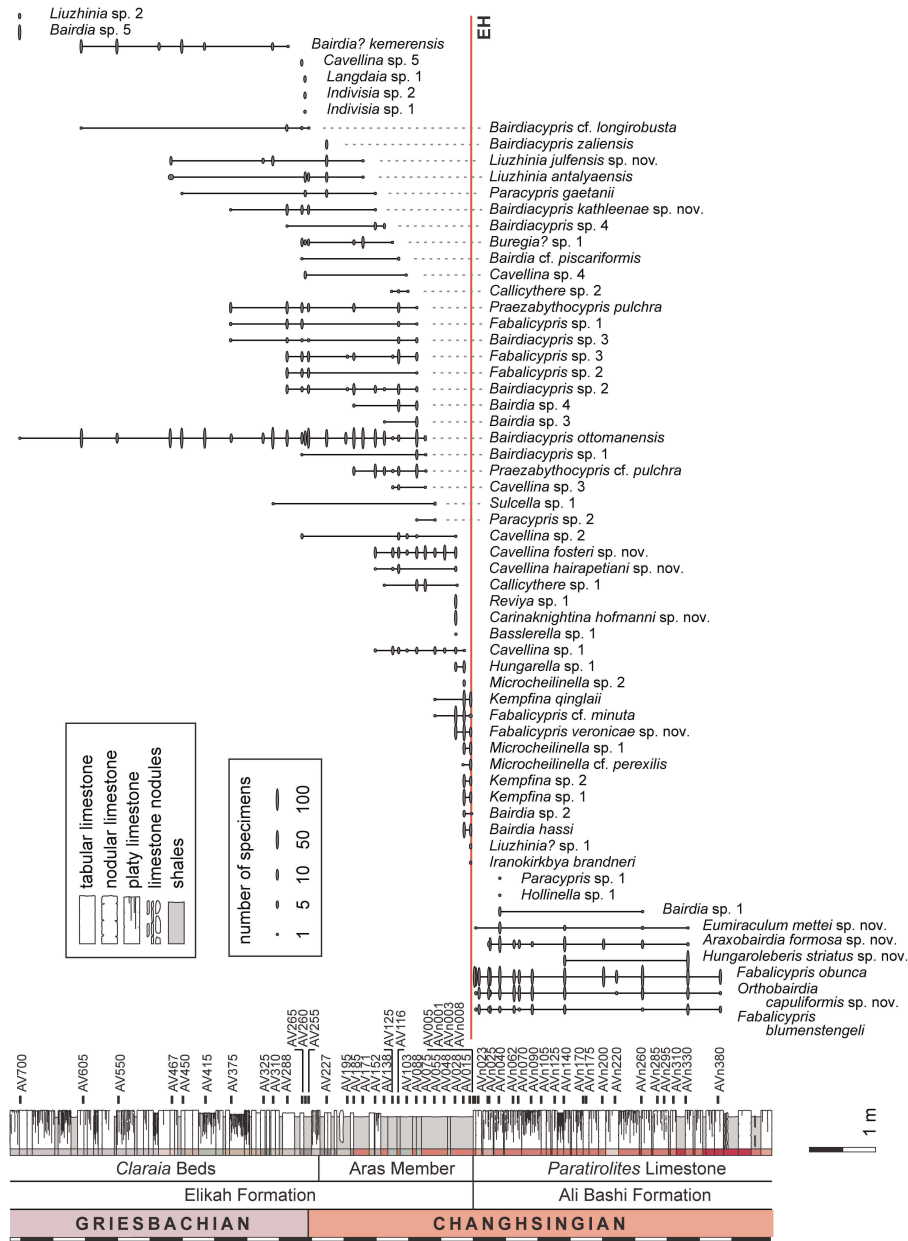 Liuzhinia sp. 2
Bairdia sp. 5
EH
Bairdia? kemerensis
Cavellina sp. 5
Langdaia sp. 1
Indivisia sp. 2
Indivisia sp. 1
Bairdiacypris cf. longirobusta
Bairdiacypris zaliensis
Liuzhinia julfensis sp. nov.
Liuzhinia antalyaensis
Paracypris gaetanii
Bairdiacypris kathleenae sp. nov.
Bairdiacypris sp. 4
Buregia? sp. 1
Bairdia cf. piscariformis
Cavellina sp. 4
Callicythere sp. 2
Praezabythocypris pulchra
Fabalicypris sp. 1
Bairdiacypris sp. 3
Fabalicypris sp. 3
Fabalicypris sp. 2
Bairdiacypris sp. 2
Bairdia sp. 4
Bairdia sp. 3
Bairdiacypris ottomanensis
Bairdiacypris sp. 1
Praezabythocypris cf. pulchra
Cavellina sp. 3
Sulcella sp. 1
Paracypris sp. 2
Cavellina sp. 2
Cavellina fosteri sp. nov.
Cavellina hairapetiani sp. nov.
Callicythere sp. 1
Reviya sp. 1
Carinaknightina hofmanni sp. nov.
Basslerella sp. 1
Cavellina sp. 1
Hungarella sp. 1
Microcheilinella sp. 2
Kempfina qinglaii
Fabalicypris cf. minuta
Fabalicypris veronicae sp. nov.
Microcheilinella sp. 1
Microcheilinella cf. perexilis
Kempfina sp. 2
Kempfina sp. 1
Bairdia sp. 2
Bairdia hassi
Liuzhinia? sp. 1
Iranokirkbya brandneri
Paracypris sp. 1
Hollinella sp. 1
Bairdia sp. 1
Eumiraculum mettei sp. nov.
Araxobairdia formosa sp. nov.
Hungaroleberis striatus sp. nov.
Fabalicypris obunca
Orthobairdia
capuliformis sp. nov.
Fabalicypris
blumenstengeli
tabular limestone
nodular limestone
platy limestone
limestone nodules
shales
number of specimens
1 5 10 50 100
AV700
AV605
AV550
AV467
AV450
AV415
AV375
AV325
AV310
AV288
AV265
AV260
AV255
AV227
AV195
AV185
AV171
AV152
AV138
AV125
AV116
AV103
AV088
AV075
AV055
AV048
AV028
AV015
AV005
AVn001
AVn003
AVn008
AVn023
AVn025
AVn040
AVn062
AVn070
AVn090
AVn105
AVn125
AVn140
AVn170
AVn175
AVn200
AVn220
AVn260
AVn285
AVn295
AVn310
AVn330
AVn380
1 m
Claraia Beds
Aras Member
Paratirolites Limestone
Elikah Formation
Ali Bashi Formation
GRIESBACHIAN
CHANGHSINGIAN